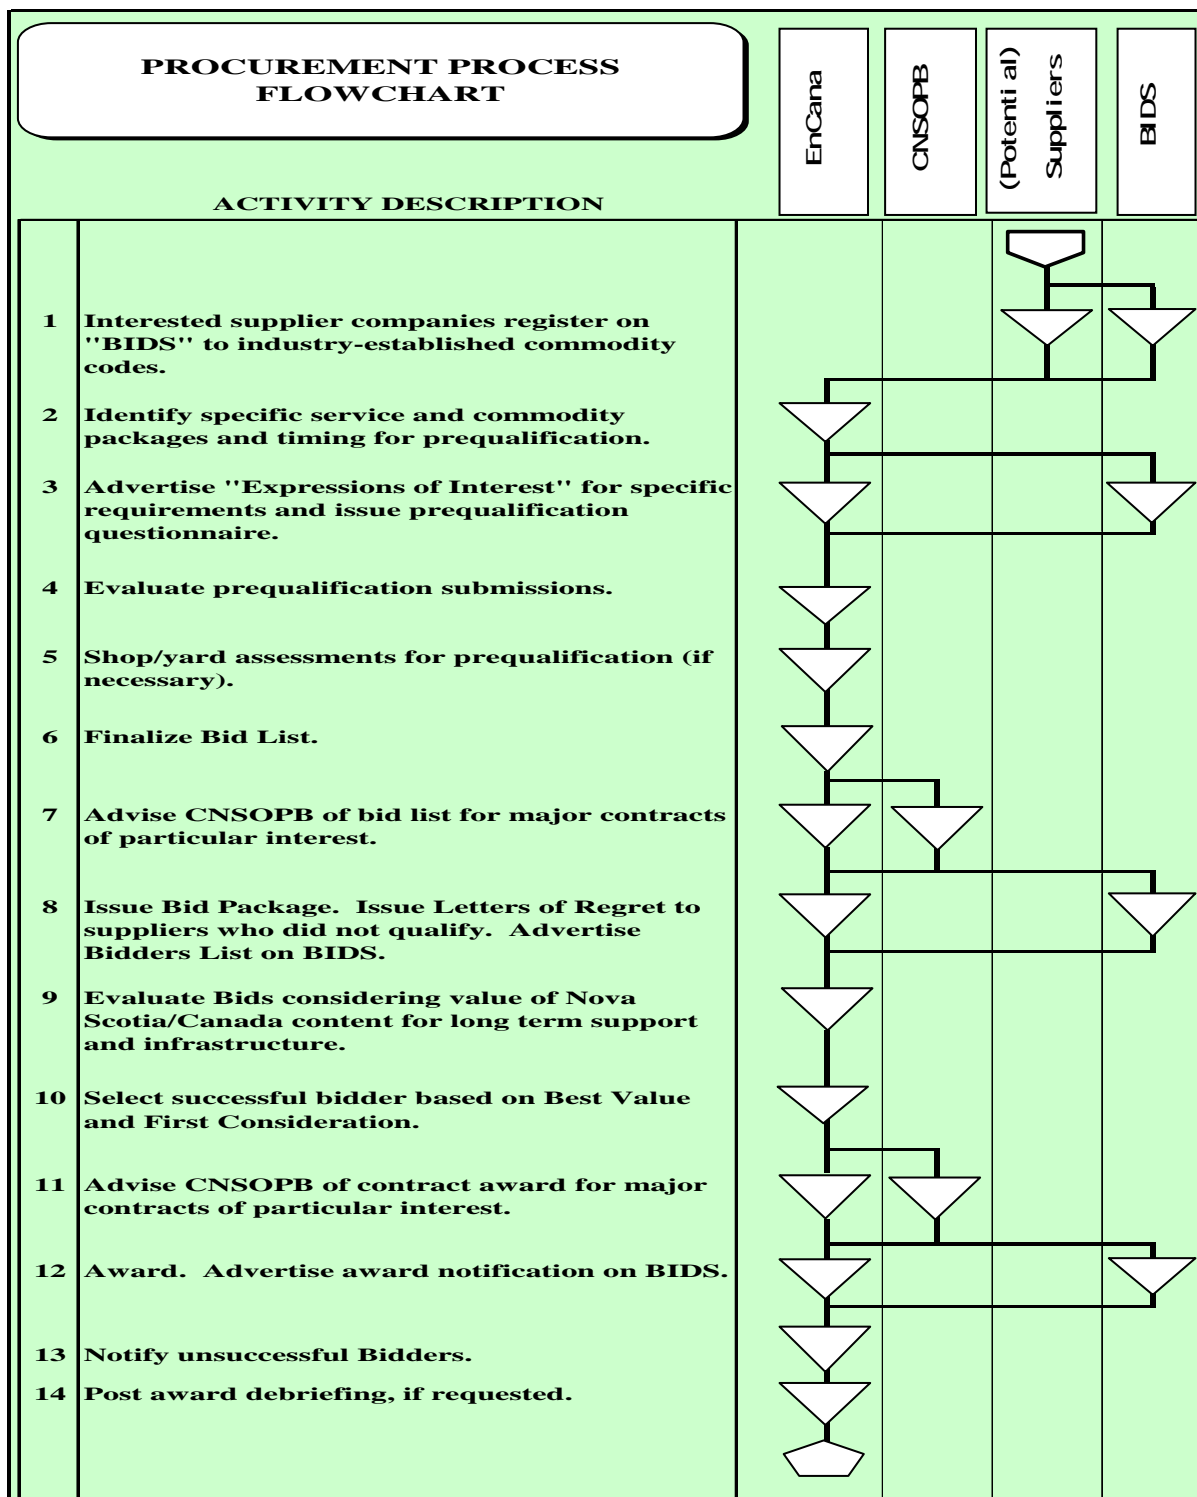 PROCUREMENT PROCESS
FLOWCHART
EnCana
CNSOPB
(Potential)
Suppliers
BIDS
ACTIVITY DESCRIPTION
1 Interested supplier companies register on
"BIDS" to industry-established commodity
codes.
2 Identify specific service and commodity
packages and timing for prequalification.
3 Advertise "Expressions of Interest" for specific
requirements and issue prequalification
questionnaire.
4 Evaluate prequalification submissions.
5 Shop/yard assessments for prequalification (if
necessary).
6 Finalize Bid List.
7 Advise CNSOPB of bid list for major contracts
of particular interest.
8 Issue Bid Package. Issue Letters of Regret to
suppliers who did not qualify. Advertise
Bidders List on BIDS.
9 Evaluate Bids considering value of Nova
Scotia/Canada content for long term support
and infrastructure.
10 Select successful bidder based on Best Value
and First Consideration.
11 Advise CNSOPB of contract award for major
contracts of particular interest.
12 Award. Advertise award notification on BIDS.
13 Notify unsuccessful Bidders.
14 Post award debriefing, if requested.